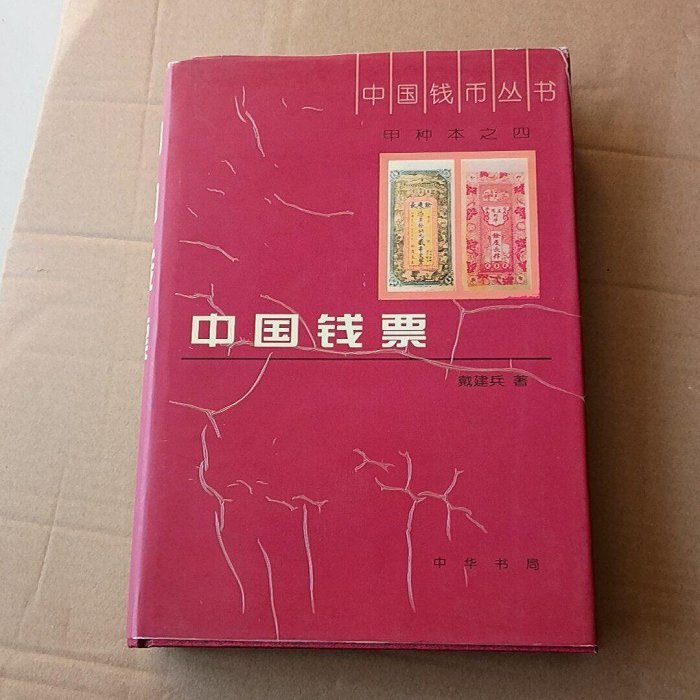 中国钱币丛书
甲种本之四
中国钱票
戴建兵 著
中华书局